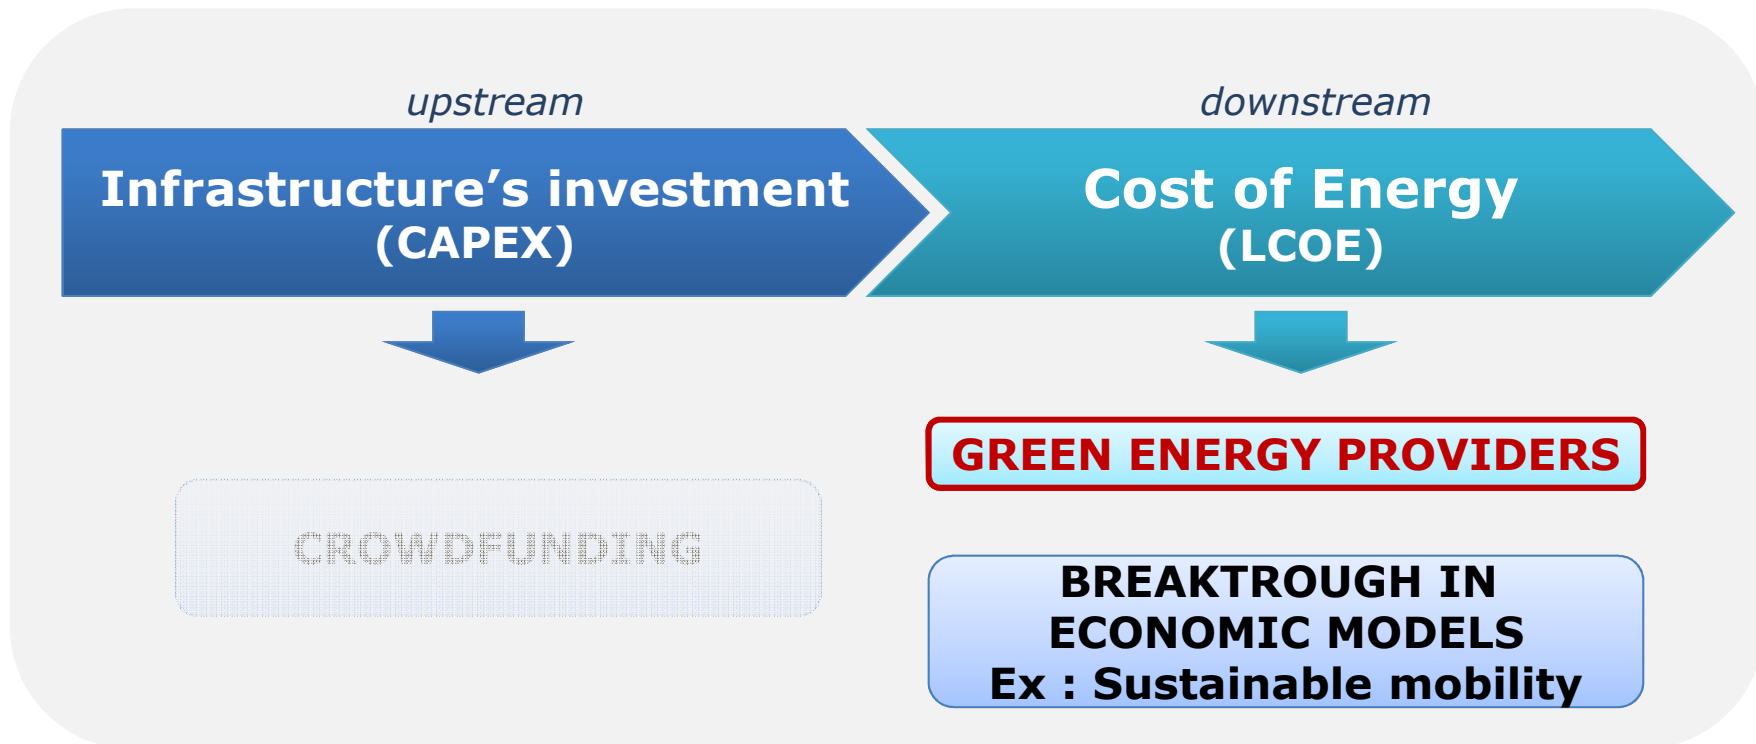 upstream
Infrastructure’s investment
(CAPEX)
downstream
Cost of Energy
(LCOE)
CROWDFUNDING
GREEN ENERGY PROVIDERS
BREAKTROUGH IN
ECONOMIC MODELS
Ex : Sustainable mobility